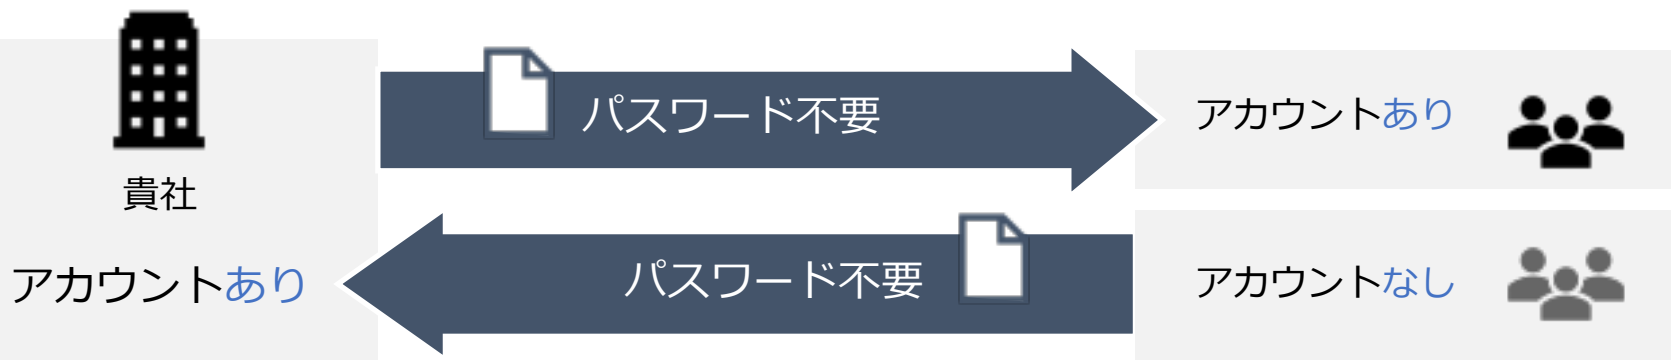 パスワード不要
アカウントあり
貴社
アカウントあり
パスワード不要
アカウントなし